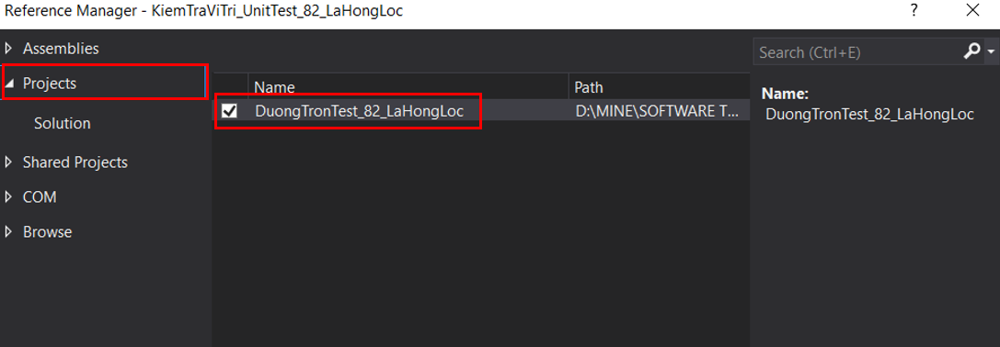 Reference Manager - KiemTraViTri_UnitTest_82_LaHongLoc
?
Assemblies
Projects
Solution
Shared Projects
COM
Browse
Name
Path
DuongTronTest_82_LaHongLoc
D:\MINE\SOFTWARE T...
Search (Ctrl+E)
Name:
DuongTronTest_82_LaHongLoc